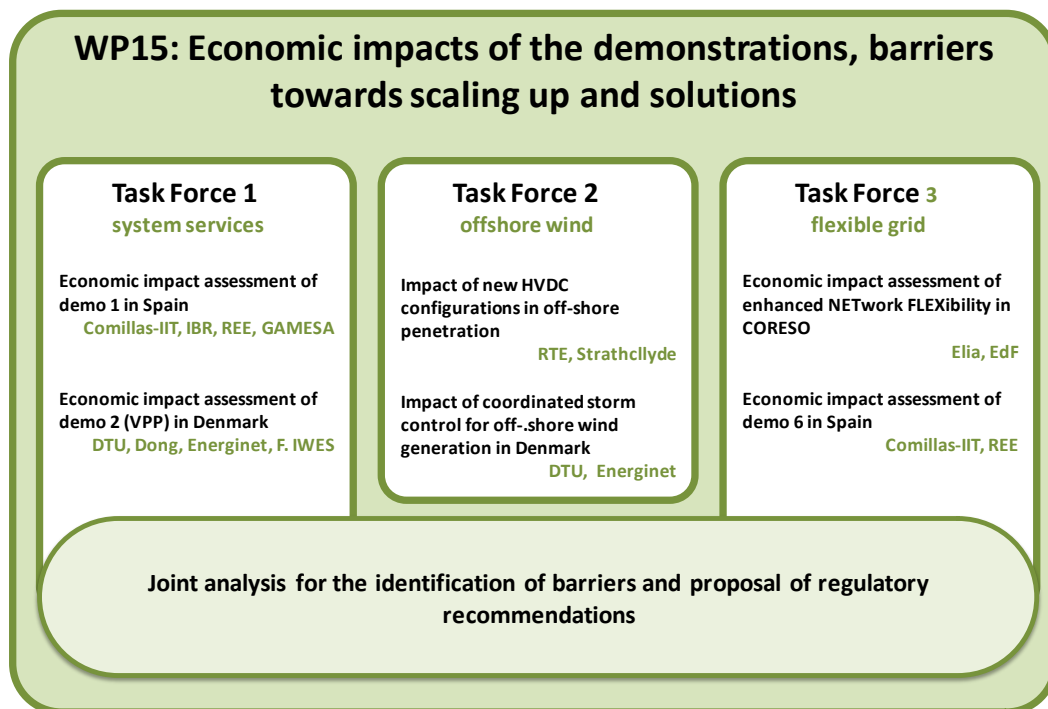 WP15: Economic impacts of the demonstrations, barriers
towards scaling up and solutions
Task Force 1
system services
Economic impact assessment of
demo 1 in Spain
Comillas-IIT, IBR, REE, GAMESA
Economic impact assessment of
demo 2 (VPP) in Denmark
DTU, Dong, Energinet, F. IWES
Task Force 2
offshore wind
Impact of new HVDC
configurations in off-shore
penetration
RTE, Strathcllyde
Impact of coordinated storm
control for off-.shore wind
generation in Denmark
DTU, Energinet
Task Force 3
flexible grid
Economic impact assessment of
enhanced NETwork FLEXibility in
CORESO
Elia, EdF
Economic impact assessment of
demo 6 in Spain
Comillas-IIT, REE
Joint analysis for the identification of barriers and proposal of regulatory
recommendations